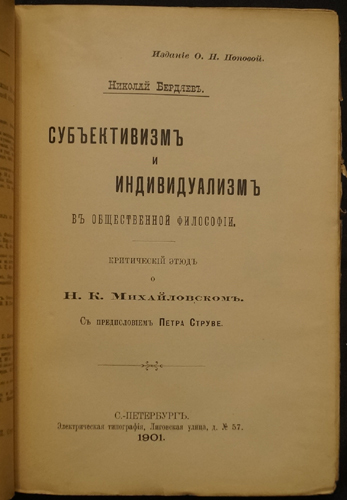 Изданіе О. Н. Поповой.
Николай Бердяевъ.
СУБЪЕКТИВИЗМЪ
И
ИНДИВИДУАЛИЗМЪ
ВЪ ОБЩЕСТВЕННОЙ ФИЛОСОФІИ.
КРИТИЧЕСКІЙ ЭТЮДЪ
О
Н. К. Михайловскомъ.
Съ предисловіемъ Петра Струве.
С.-ПЕТЕРБУРГЪ.
Электрическая типографія, Лиговская улица, д. № 57.
1901.